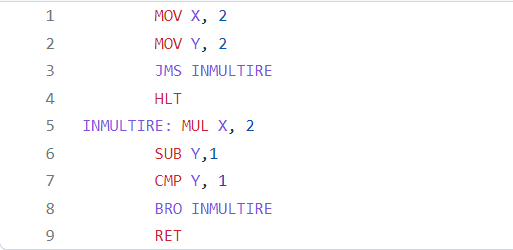 1 MOV X, 2
2 MOV Y, 2
3 JMS INMULTIRE
4 HLT
5 INMULTIRE: MUL X, 2
6 SUB Y,1
7 CMP Y, 1
8 BRO INMULTIRE
9 RET